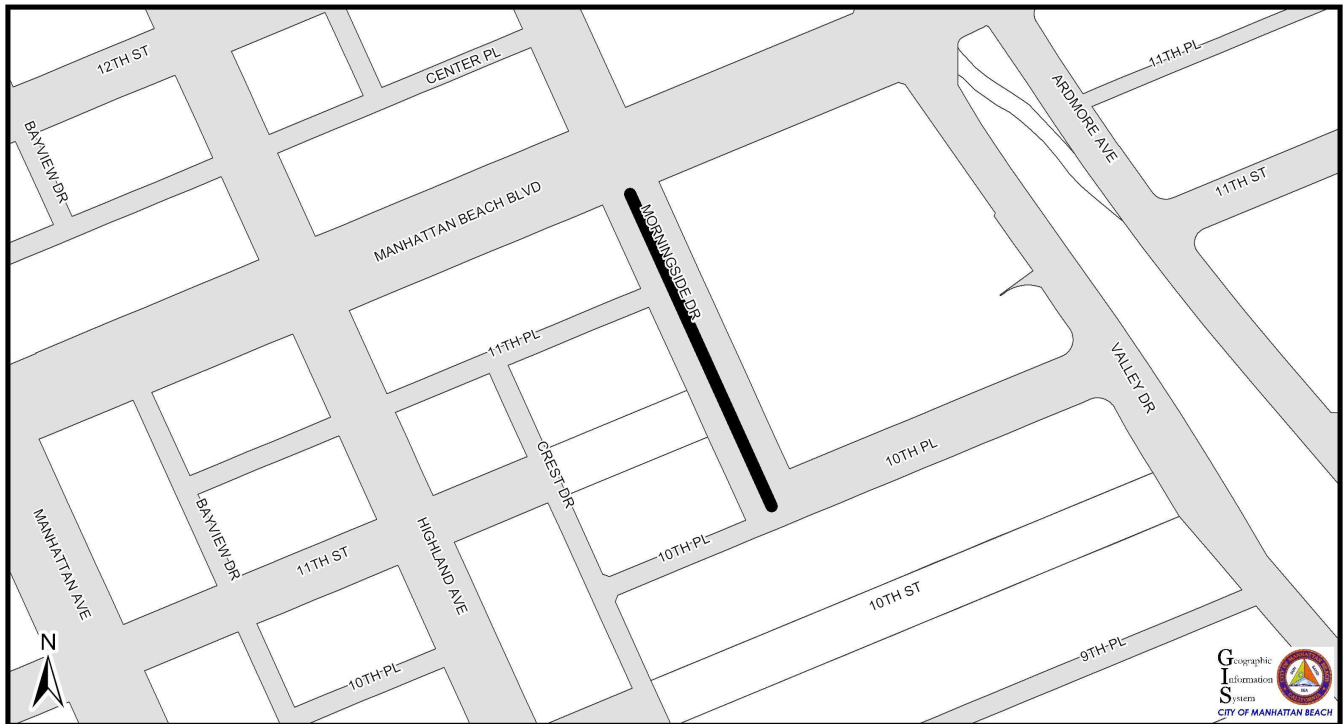 12TH ST
CENTER PL
11TH PL
ARDMORE AVE
BAYVIEW DR
11TH ST
MANHATTAN BEACH BLVD
MORNINGSIDE DR
11TH PL
VALLEY DR
CREST DR
10TH PL
MANHATTAN AVE
BAYVIEW DR
HIGHLAND AVE
11TH ST
10TH PL
10TH ST
9TH PL
10TH PL
N
Geographic
Information
System
CITY OF MANHATTAN BEACH